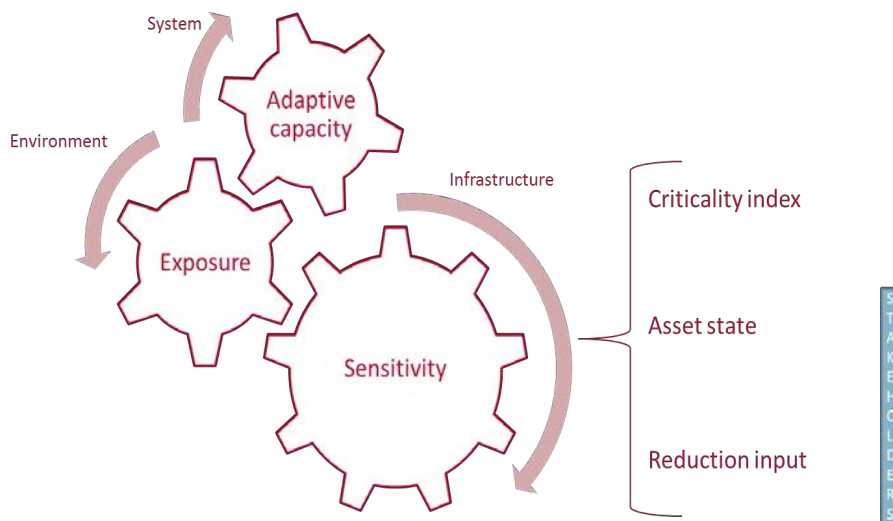 System
Adaptive
capacity
Environment
Infrastructure
Exposure
Sensitivity
Criticality index
Asset state
Reduction input
S
T
A
K
E
H
O
L
D
E
R
S